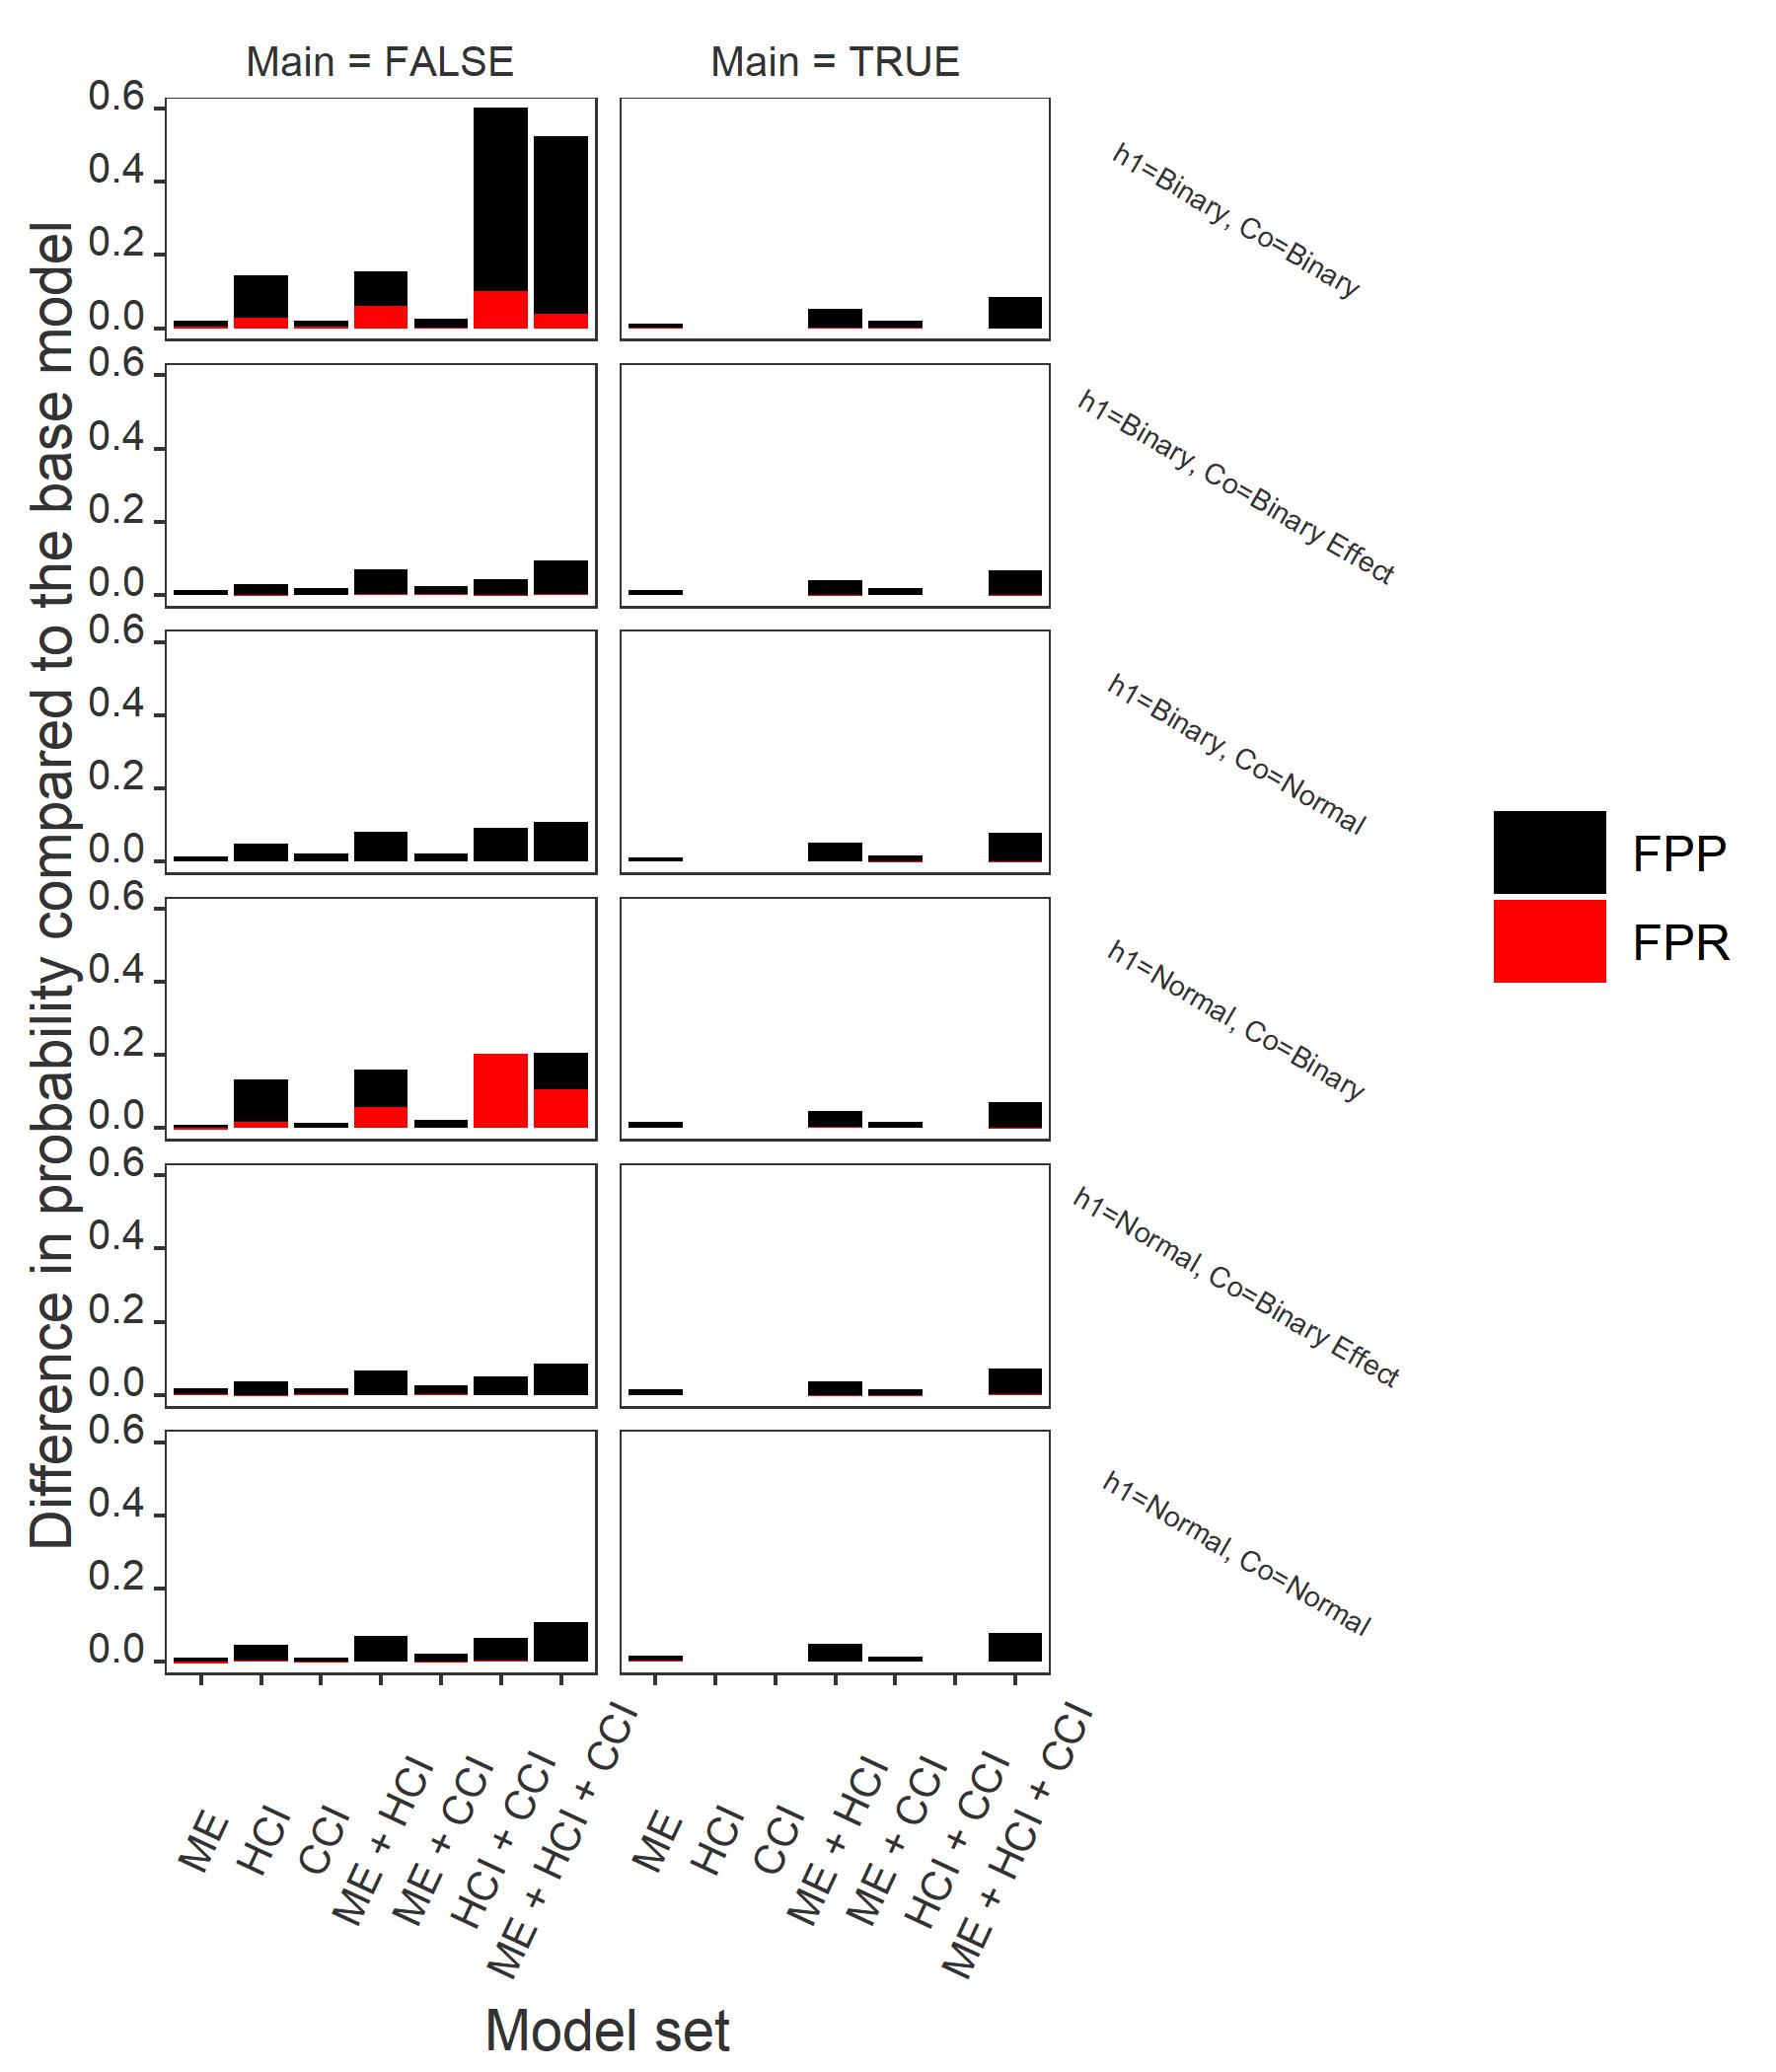 Main = FALSE
Main = TRUE
Difference in probability compared to the base model
0.6
0.4
0.2
0.0
h1=Binary, Co=Binary
0.6
0.4
0.2
0.0
h1=Binary, Co=Binary Effect
0.6
0.4
0.2
0.0
h1=Binary, Co=Normal
0.6
0.4
0.2
0.0
h1=Normal, Co=Binary
0.6
0.4
0.2
0.0
h1=Normal, Co=Binary Effect
0.6
0.4
0.2
0.0
h1=Normal, Co=Normal
FPP
FPR
ME
HCI
CCI
ME + HCI
ME + CCI
HCI + CCI
ME + HCI + CCI
ME
HCI
CCI
ME + HCI
ME + CCI
HCI + CCI
ME + HCI + CCI
Model set